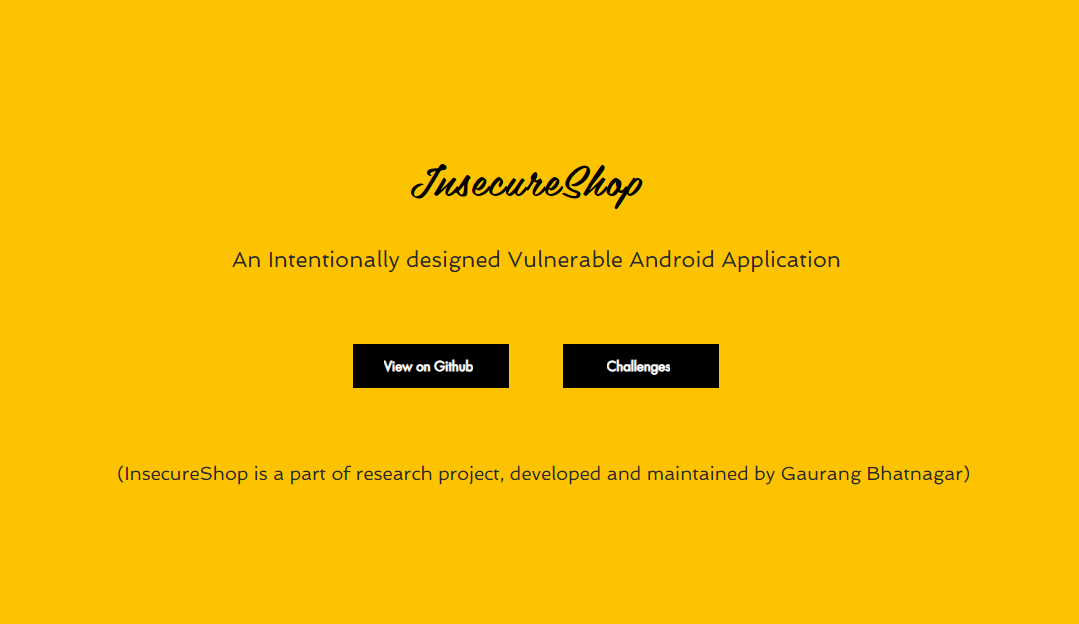 InsecureShop
An Intentionally designed Vulnerable Android Application
View on Github
Challenges
(InsecureShop is a part of research project, developed and maintained by Gaurang Bhatnagar)